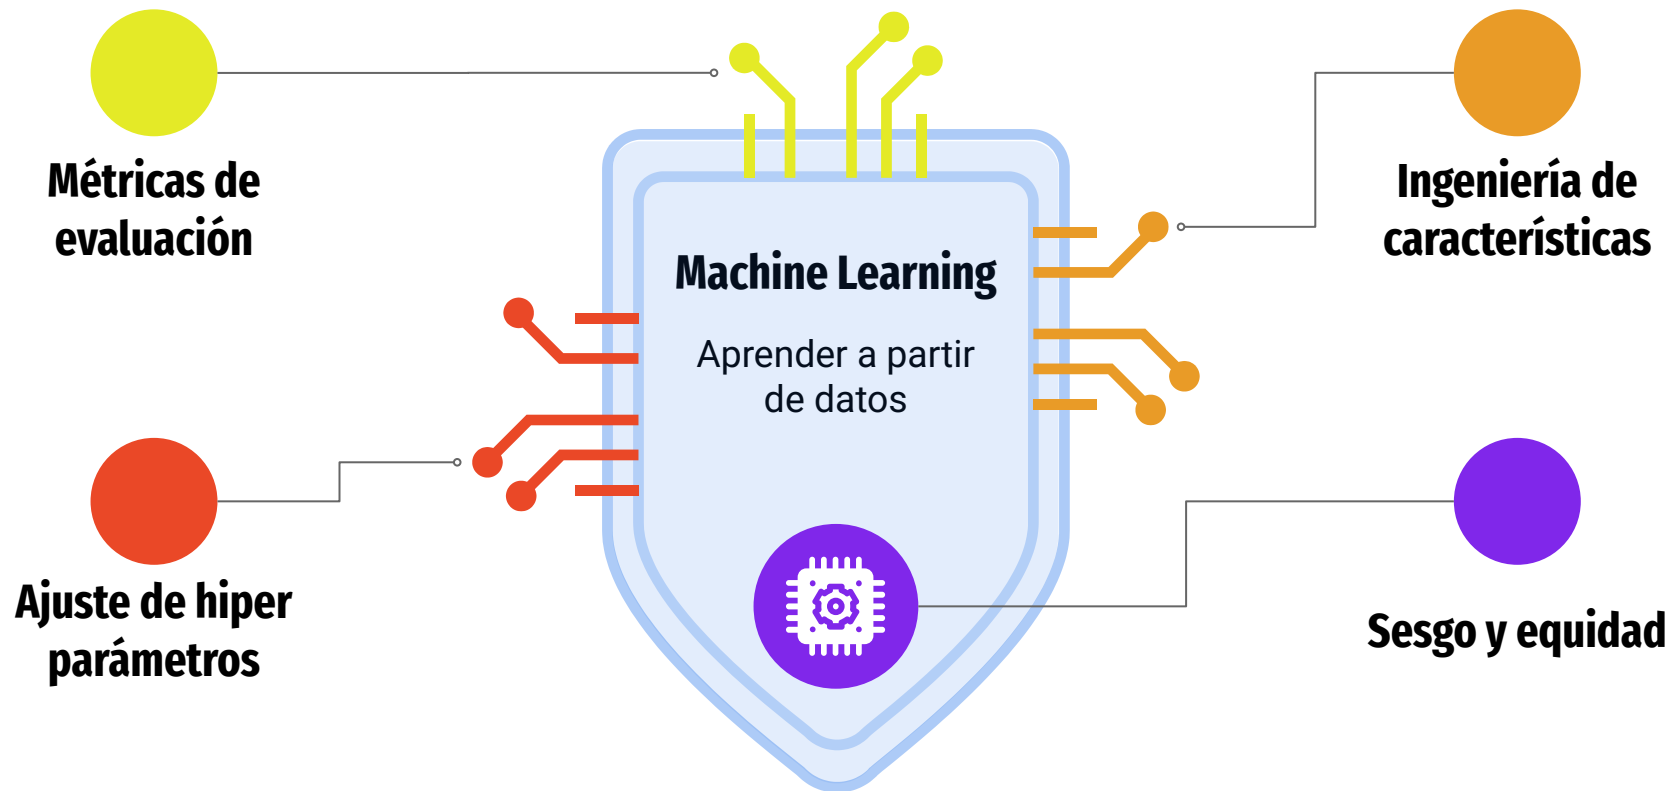 Métricas de
evaluación
Ingeniería de
características
Machine Learning
Aprender a partir
de datos
Ajuste de hiper
parámetros
Sesgo y equidad